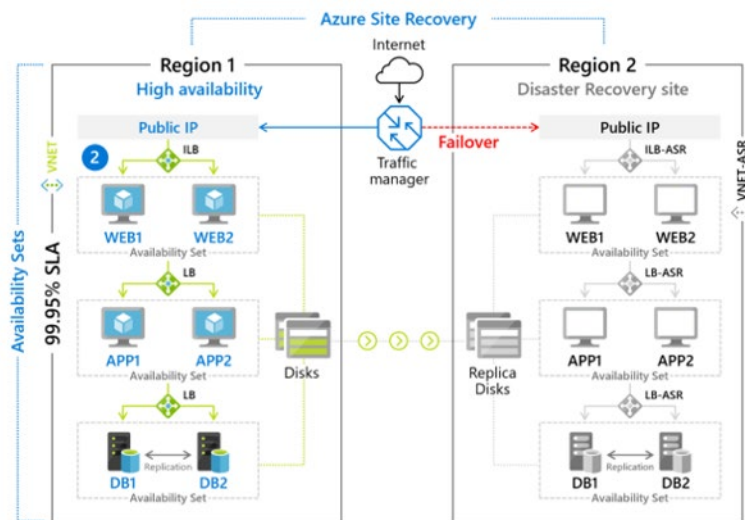 Azure Site Recovery
Internet
Region 1
High availability
Region 2
Disaster Recovery site
Public IP
Traffic
manager
Failover
Public IP
2
ILB
ILB-ASR
VNET
VNET-ASR
WEB1
WEB2
Availability Set
WEB1
WEB2
Availability Set
Availability Sets
99.95% SLA
LB
LB-ASR
APP1
APP2
Availability Set
Disks
Replica
Disks
APP1
APP2
Availability Set
LB
LB-ASR
Replication
DB1
DB2
Availability Set
Replication
DB1
DB2
Availability Set